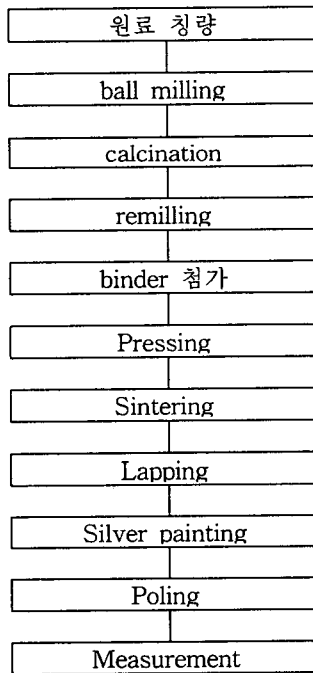 원료 칭량
ball milling
calcination
remilling
binder 첨가
Pressing
Sintering
Lapping
Silver painting
Poling
Measurement